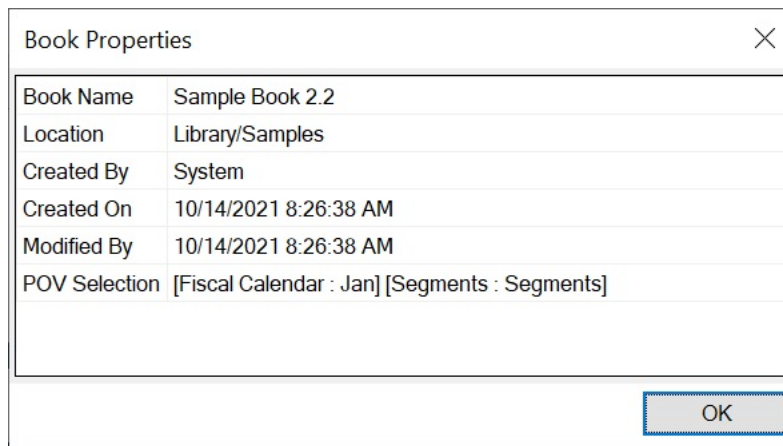 Book Properties
Book Name Sample Book 2.2
Location Library/Samples
Created By System
Created On 10/14/2021 8:26:38 AM
Modified By 10/14/2021 8:26:38 AM
POV Selection [Fiscal Calendar : Jan] [Segments : Segments]
OK